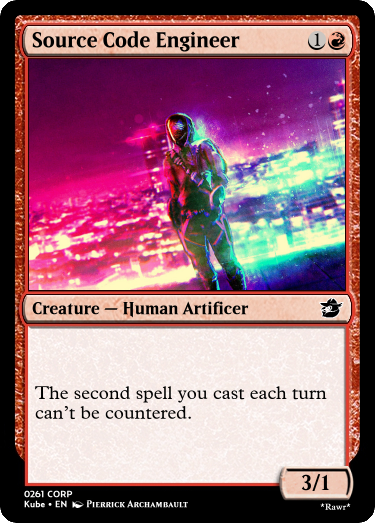 Source Code Engineer 1
Creature — Human Artificer
The second spell you cast each turn
can't be countered.
3/1
0261 CORP
Kube • EN Pierrick Archambault
*Rawr*